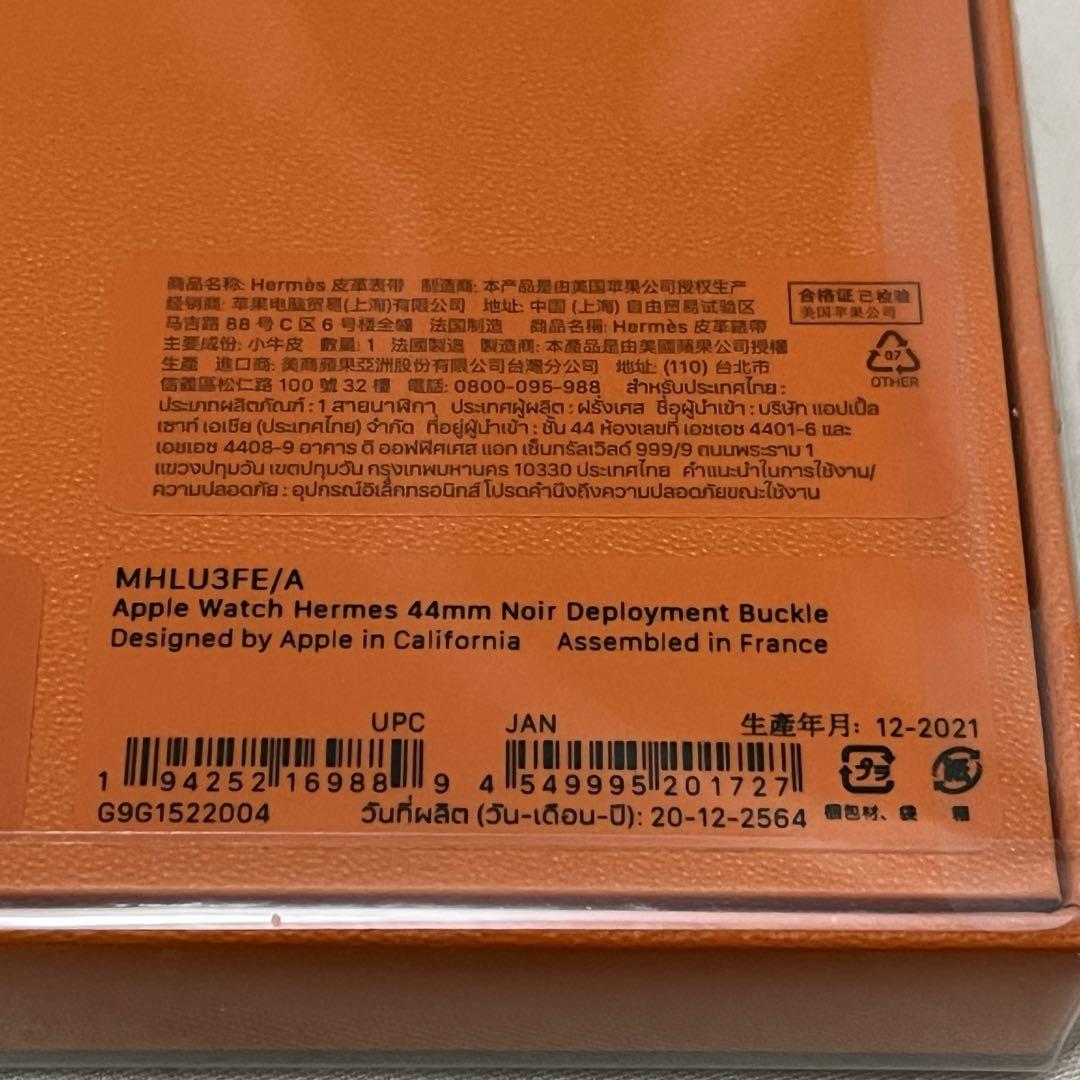 商品名称: Hermès 皮革表带 制造商: 本产品是由美国苹果公司授权生产
经销商: 苹果电脑贸易(上海)有限公司 地址: 中国 (上海) 自由贸易试验区
马吉路 88 号 C 区 6 号楼全幢 法国制造 商品名稱: Hermès 皮革錶帶
主要成份: 小牛皮 數量: 1 法國製造 製造商: 本產品是由美國蘋果公司授權
生產 進口商: 美商蘋果亞洲股份有限公司台灣分公司 地址: (110) 台北市
信義區松仁路 100 號 32 樓 電話: 0800-095-988 สำหรับประเทศไทย :
ประเภทผลิตภัณฑ์ : 1 สายนาฬิกา ประเทศผู้ผลิต : ฝรั่งเศส ชื่อผู้นำเข้า : บริษัท แอปเปิ้ล
เซาท์ เอเชีย (ประเทศไทย) จำกัด ที่อยู่ผู้นำเข้า : ชั้น 44 ห้องเลขที่ เอชเอช 4401-6 และ
เอชเอช 4408-9 อาคาร ดิ ออฟฟิศเศส แอท เซ็นทรัลเวิลด์ 999/9 ถนนพระราม 1
แขวงปทุมวัน เขตปทุมวัน กรุงเทพมหานคร 10330 ประเทศไทย คำแนะนำในการใช้งาน/
ความปลอดภัย : อุปกรณ์อิเล็กทรอนิกส์ โปรดคำนึงถึงความปลอดภัยขณะใช้งาน
合格证 已检验
美国苹果公司
07
OTHER
MHLU3FE/A
Apple Watch Hermes 44mm Noir Deployment Buckle
Designed by Apple in California Assembled in France
UPC JAN 生產年月: 12-2021
1 94252 16988 9 4 549995 201727
プラ 紙
G9G1522004 วันที่ผลิต (วัน-เดือน-ปี): 20-12-2564 梱包材、袋 箱